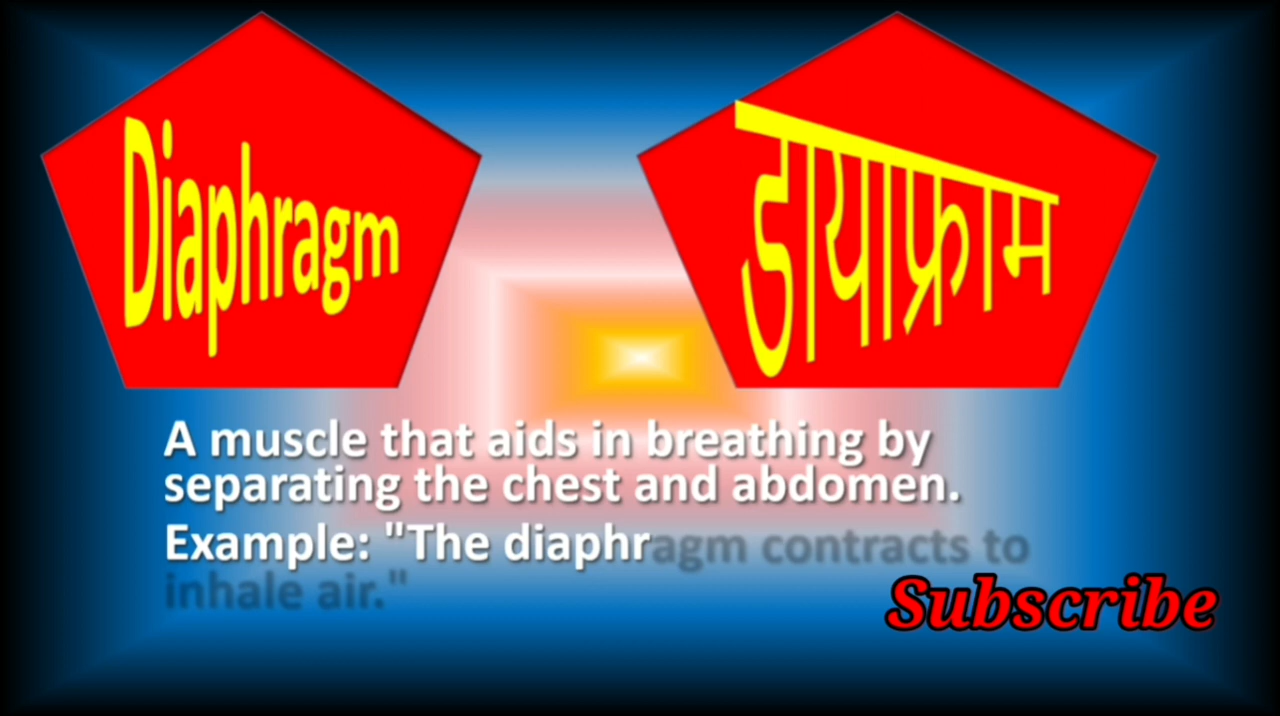 Diaphragm
डायाफ्राम
A muscle that aids in breathing by
separating the chest and abdomen.
Example: "The diaphragm contracts to
inhale air."
Subscribe